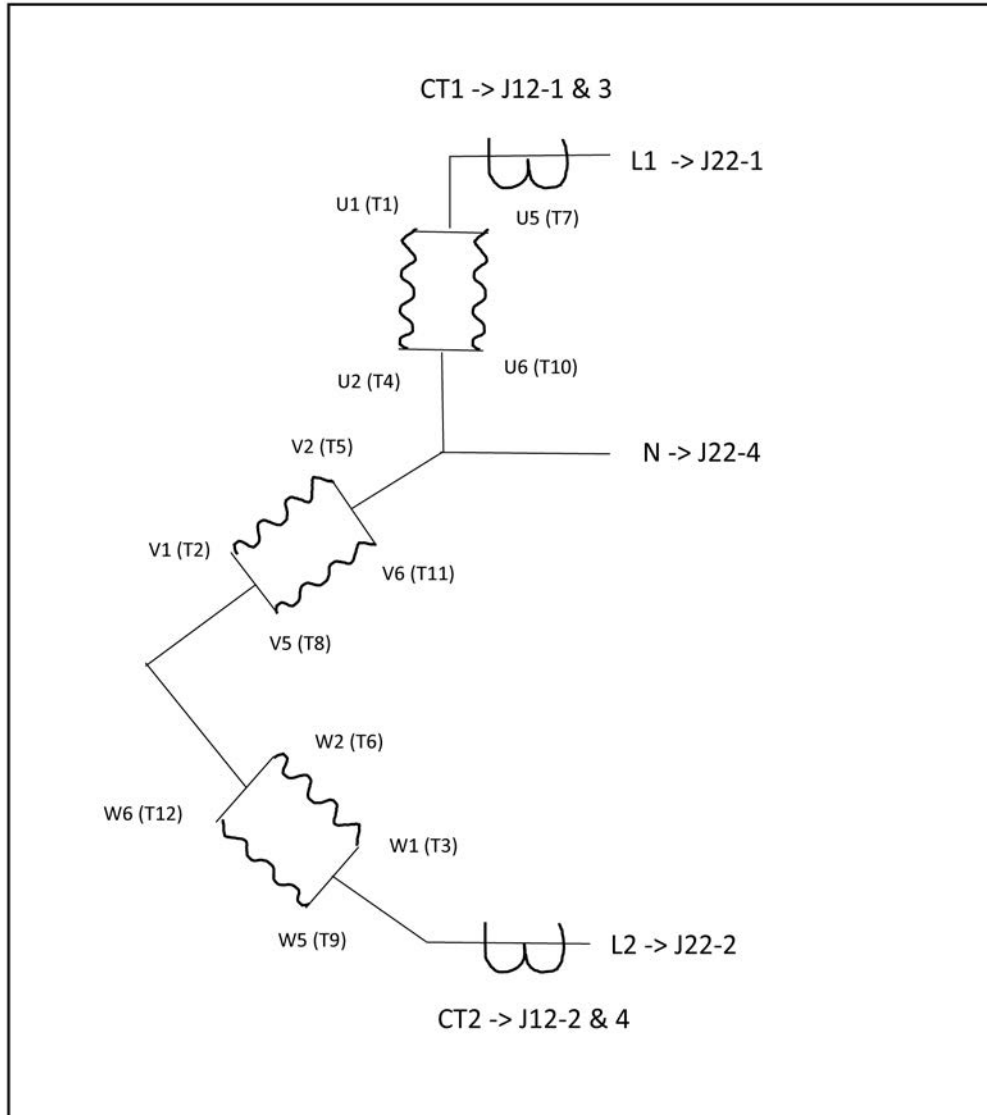 CT1 -> J12-1 & 3
L1 -> J22-1
U1 (T1)
U5 (T7)
U2 (T4)
U6 (T10)
V2 (T5)
N -> J22-4
V1 (T2)
V6 (T11)
V5 (T8)
W2 (T6)
W6 (T12)
W1 (T3)
W5 (T9)
L2 -> J22-2
CT2 -> J12-2 & 4